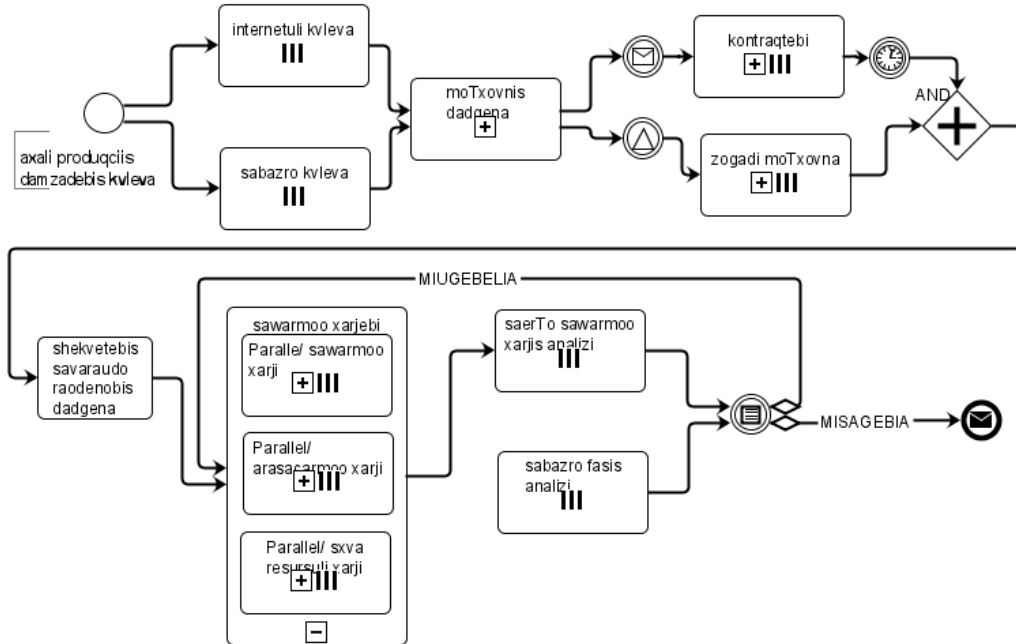 internetuli kvleva
kontraqtebi
moTxovnis
dadgena
AND
axali produqciis
damzadebis kvleva
sabazro kvleva
zogadi moTxovna
MIUGEBELIA
sawarmoo xarjebi
saerTo sawarmoo
xarjis analizi
shekvetebis
savaraudo
raodenobis
dadgena
Paralle/ sawarmoo
xarji
MISAGEBIA
Parallel/
arasacarmoo xarji
sabazro fasis
analizi
Parallel/ sxva
resursuli xarji